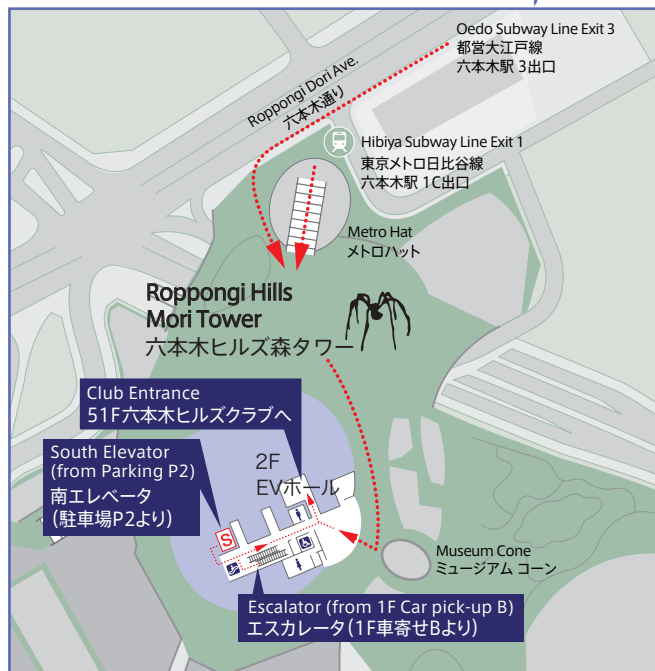 Oedo Subway Line Exit 3
都営大江戸線
六本木駅 3出口
Roppongi Dori Ave.
六本木通り
Hibiya Subway Line Exit 1
東京メトロ日比谷線
六本木駅 1C出口
Metro Hat
メトロハット
Roppongi Hills
Mori Tower
六本木ヒルズ森タワー
Club Entrance
51F六本木ヒルズクラブへ
South Elevator
(from Parking P2)
南エレベータ
(駐車場P2より)
2F
EVホール
S
Museum Cone
ミュージアム コーン
Escalator (from 1F Car pick-up B)
エスカレータ(1F車寄せBより)